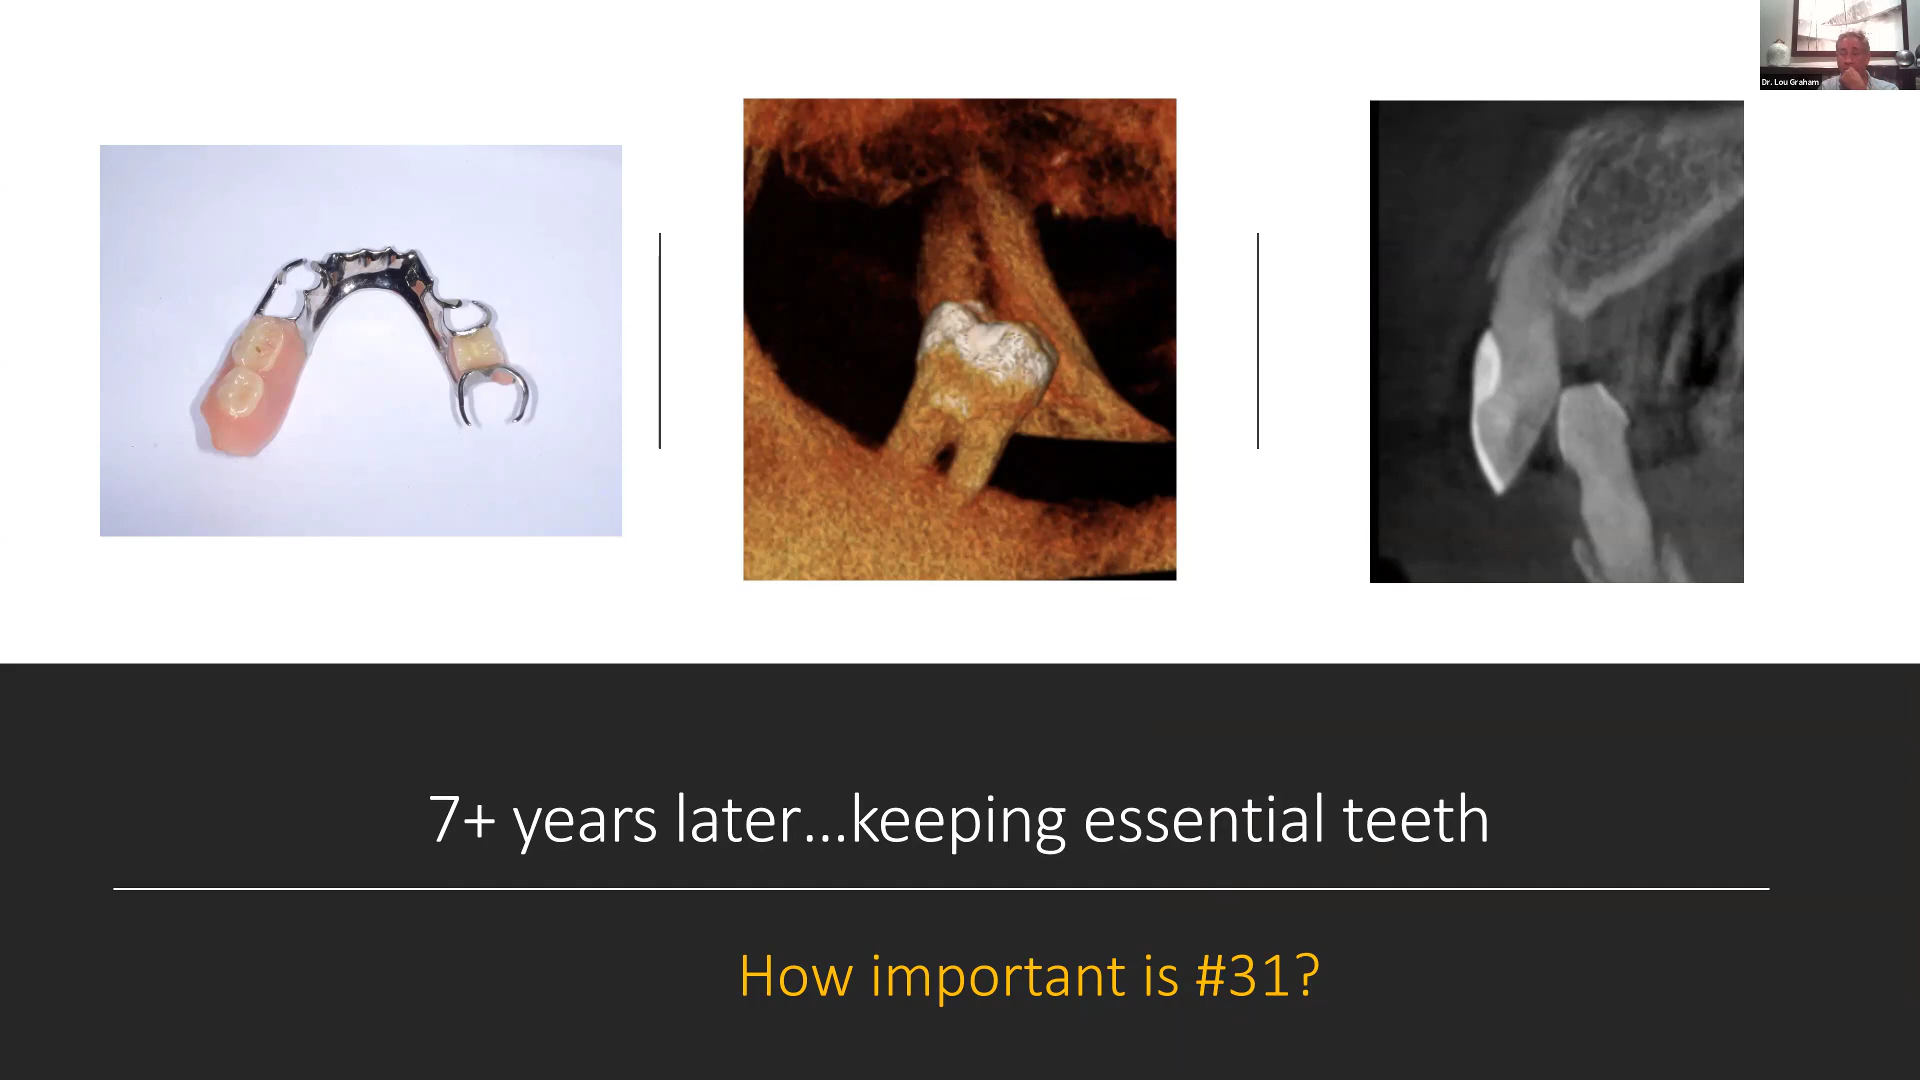 Dr. Lou Graham
7+ years later...keeping essential teeth
How important is #31?